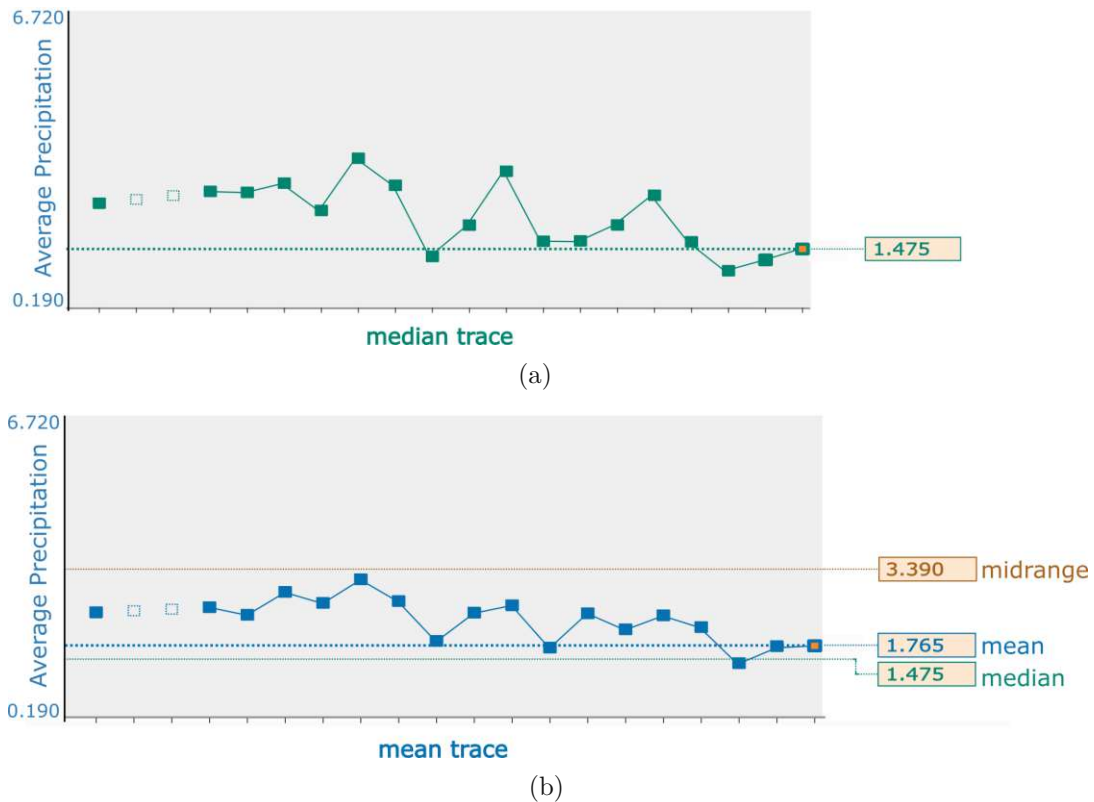 6.720
Average Precipitation
1.475
0.190
median trace
(a)
6.720
Average Precipitation
3.390 midrange
1.765 mean
1.475 median
0.190
mean trace
(b)